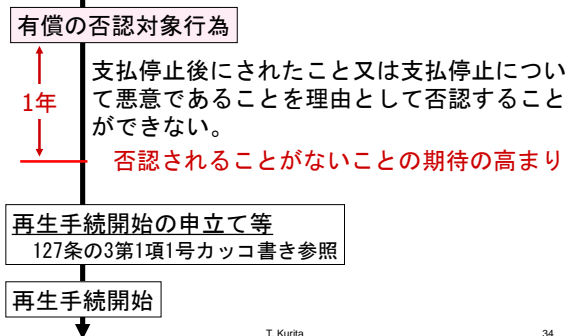 有償の否認対象行為
1年
支払停止後にされたこと又は支払停止につい
て悪意であることを理由として否認すること
ができない。
否認されることがないことの期待の高まり
再生手続開始の申立て等
127条の3第1項1号カッコ書き参照
再生手続開始
T. Kurita
34